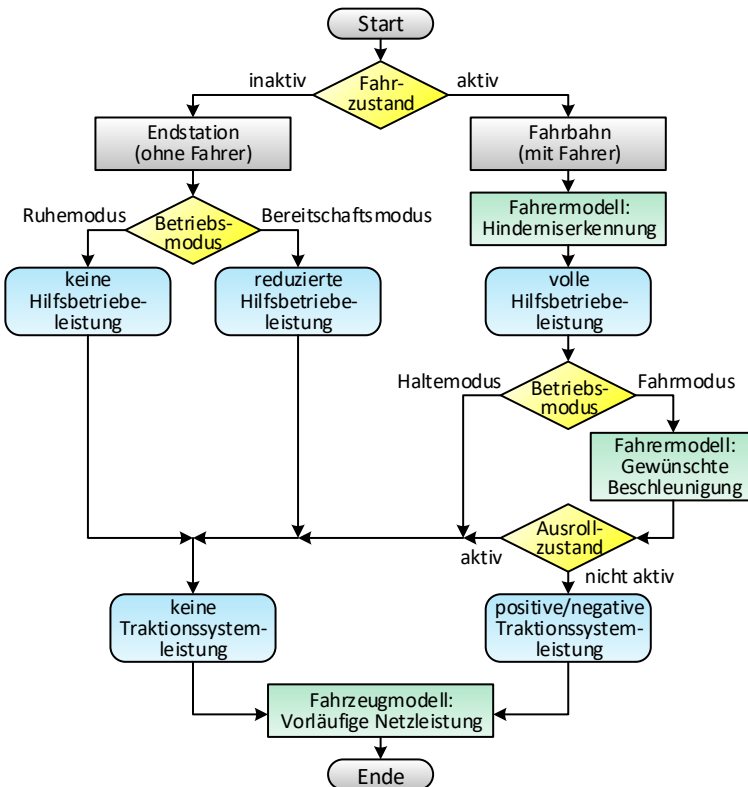 Start
inaktiv
Fahr-
zustand
aktiv
Endstation
(ohne Fahrer)
Fahrbahn
(mit Fahrer)
Ruhemodus
Betriebs-
modus
Bereitschaftsmodus
Fahrermodell:
Hinderniserkennung
keine
Hilfsbetriebe-
leistung
reduzierte
Hilfsbetriebe-
leistung
volle
Hilfsbetriebe-
leistung
Haltemodus
Betriebs-
modus
Fahrmodus
Fahrermodell:
Gewünschte
Beschleunigung
Ausroll-
zustand
aktiv
nicht aktiv
keine
Traktionssystem-
leistung
positive/negative
Traktionssystem-
leistung
Fahrzeugmodell:
Vorläufige Netzleistung
Ende